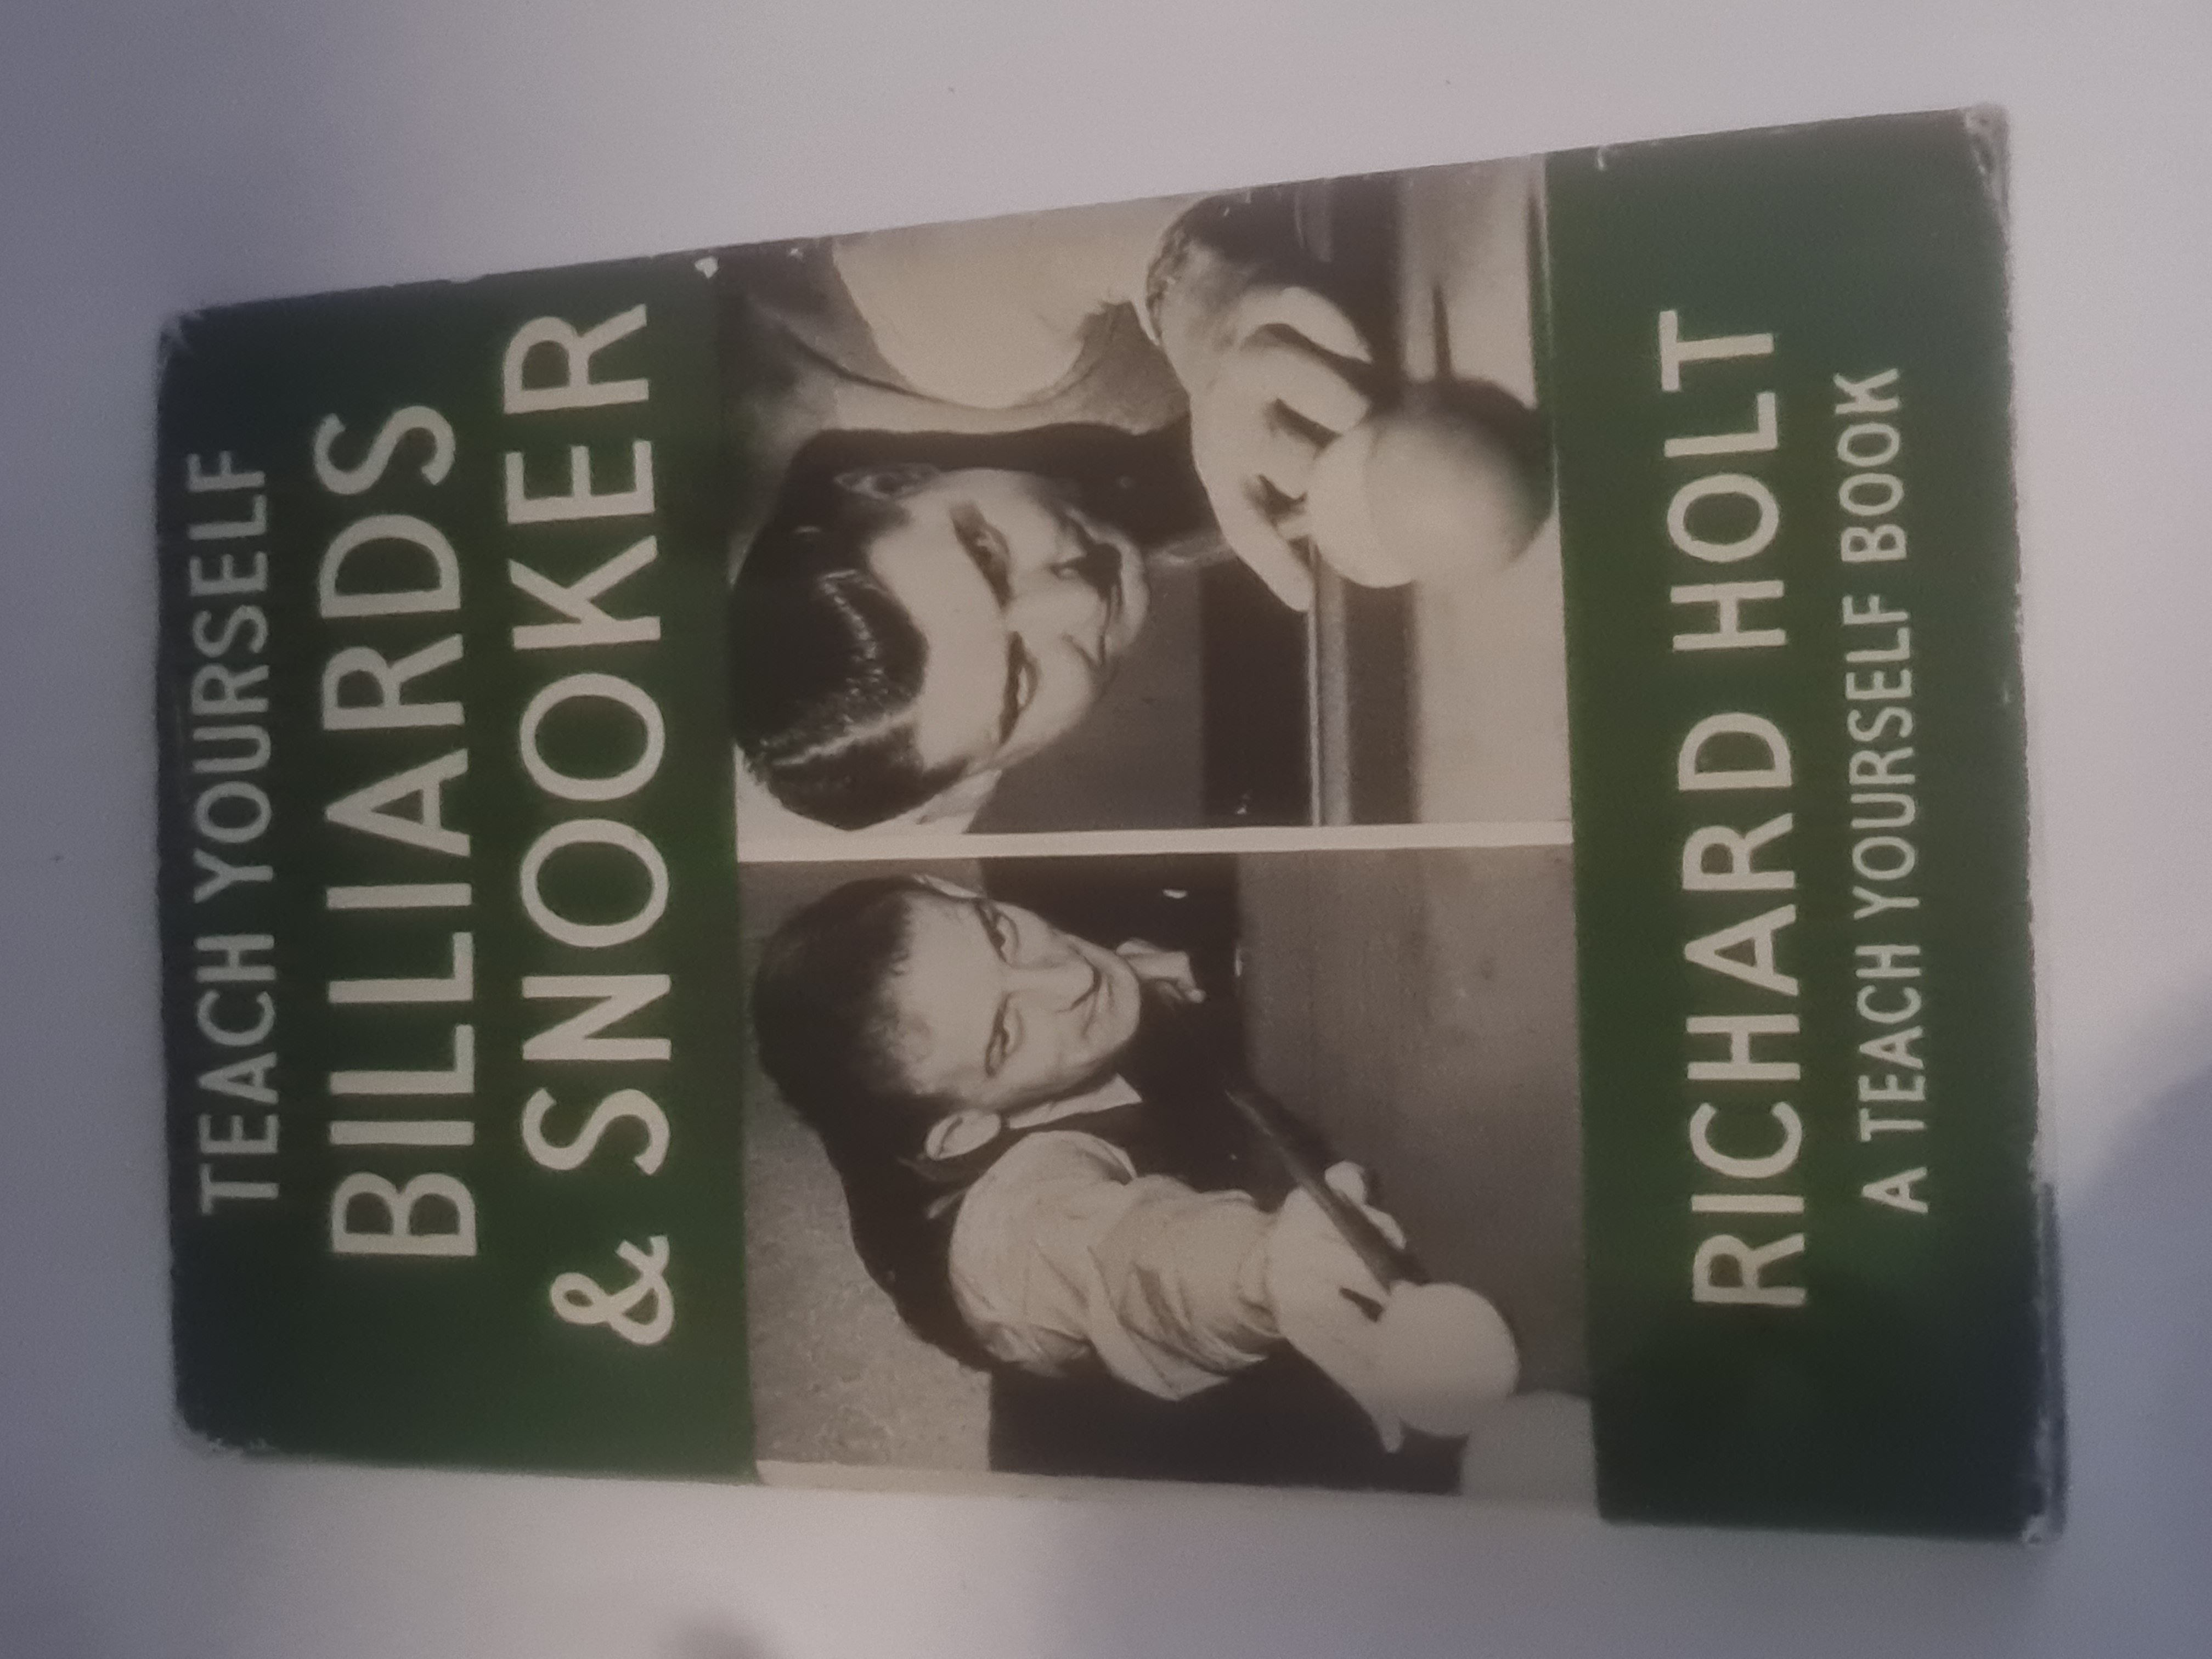 TEACH YOURSELF
BILLIARDS
& SNOOKER
RICHARD HOLT
A TEACH YOURSELF BOOK